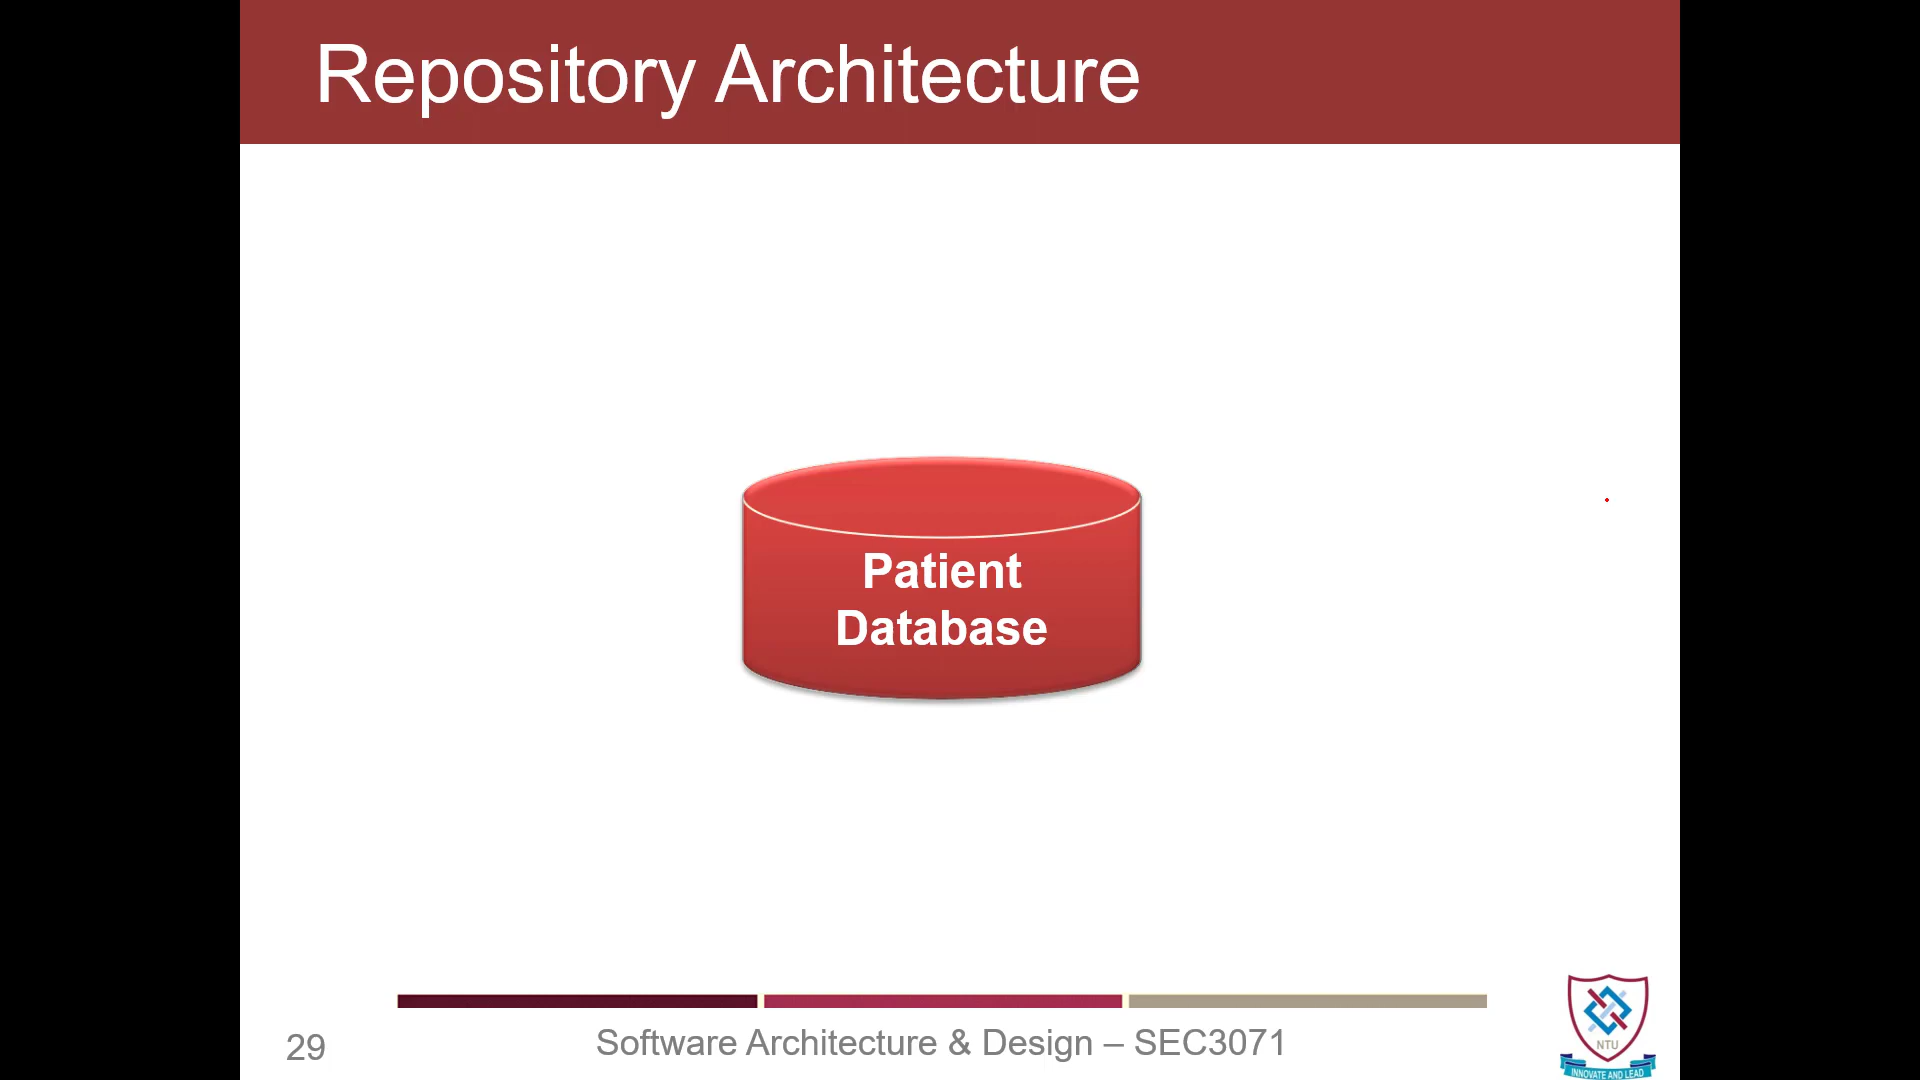 Repository Architecture
Patient
Database
29
Software Architecture & Design – SEC3071
NTU
INNOVATE AND LEAD